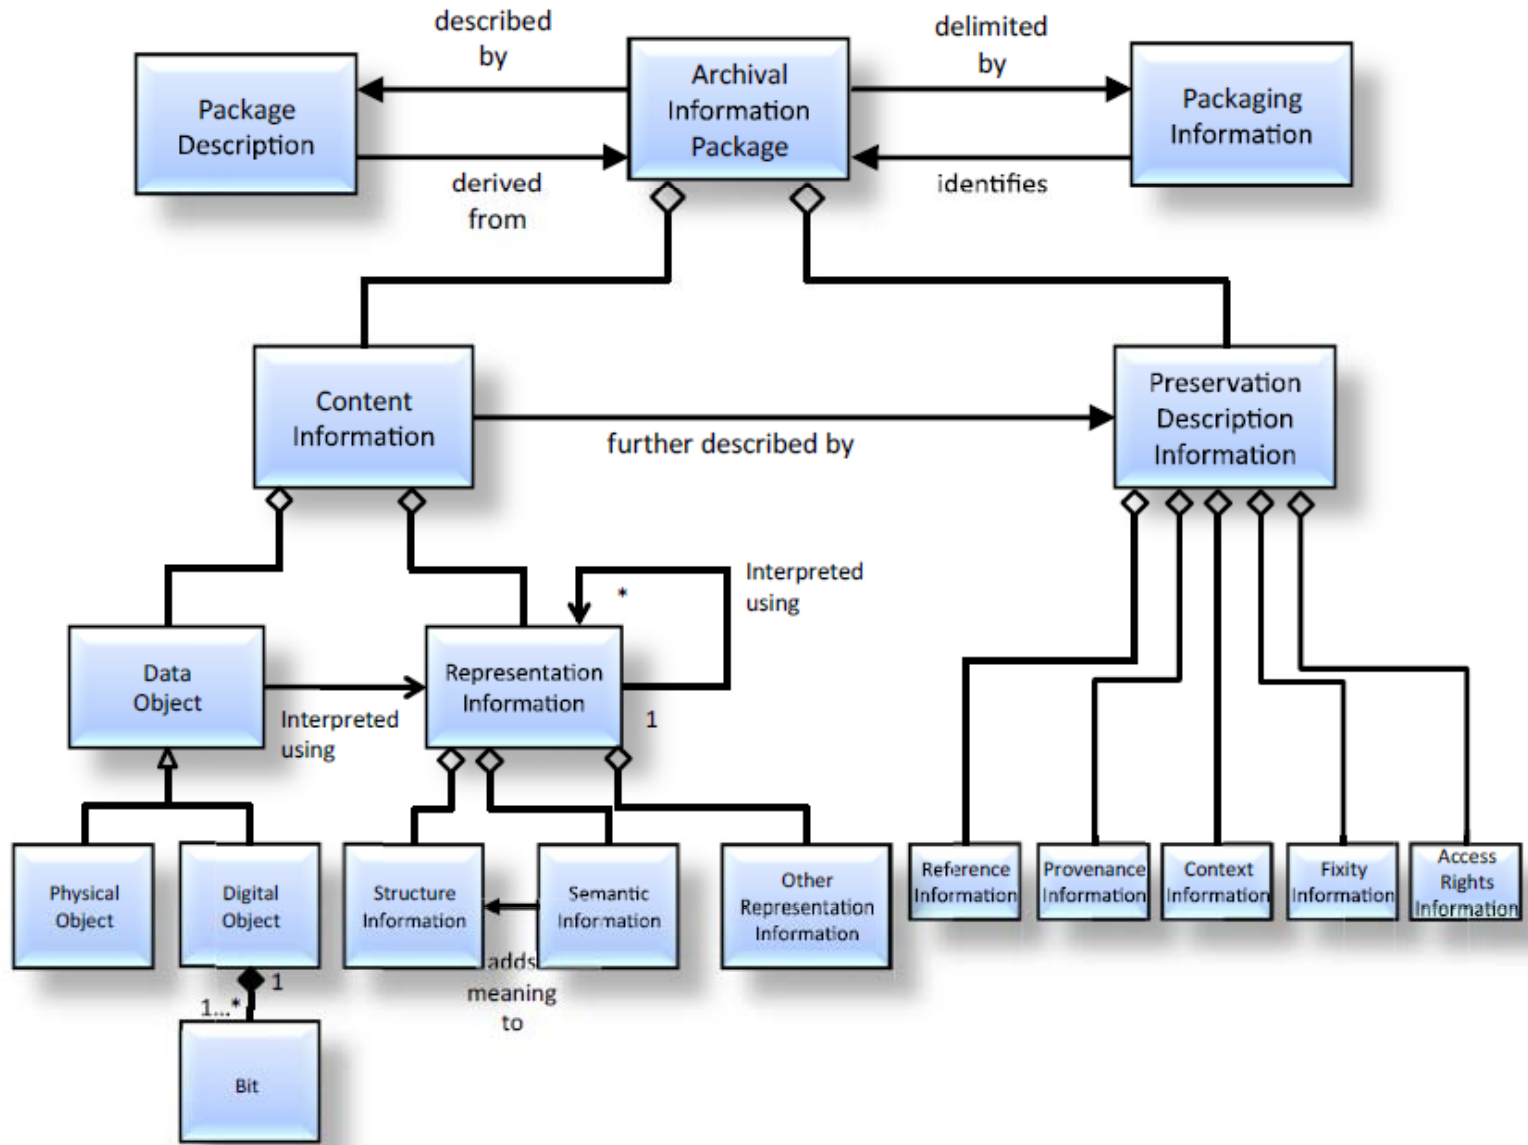 described
by
delimited
by
Package
Description
Archival
Information
Package
Packaging
Information
derived
from
identifies
Content
Information
further described by
Preservation
Description
Information
Data
Object
Interpreted
using
Representation
Information
*
Interpreted
using
1
Physical
Object
Digital
Object
Structure
Information
Semantic
Information
adds
meaning
to
Other
Representation
Information
Reference
Information
Provenance
Information
Context
Information
Fixity
Information
Access
Rights
Information
1
1...*
Bit